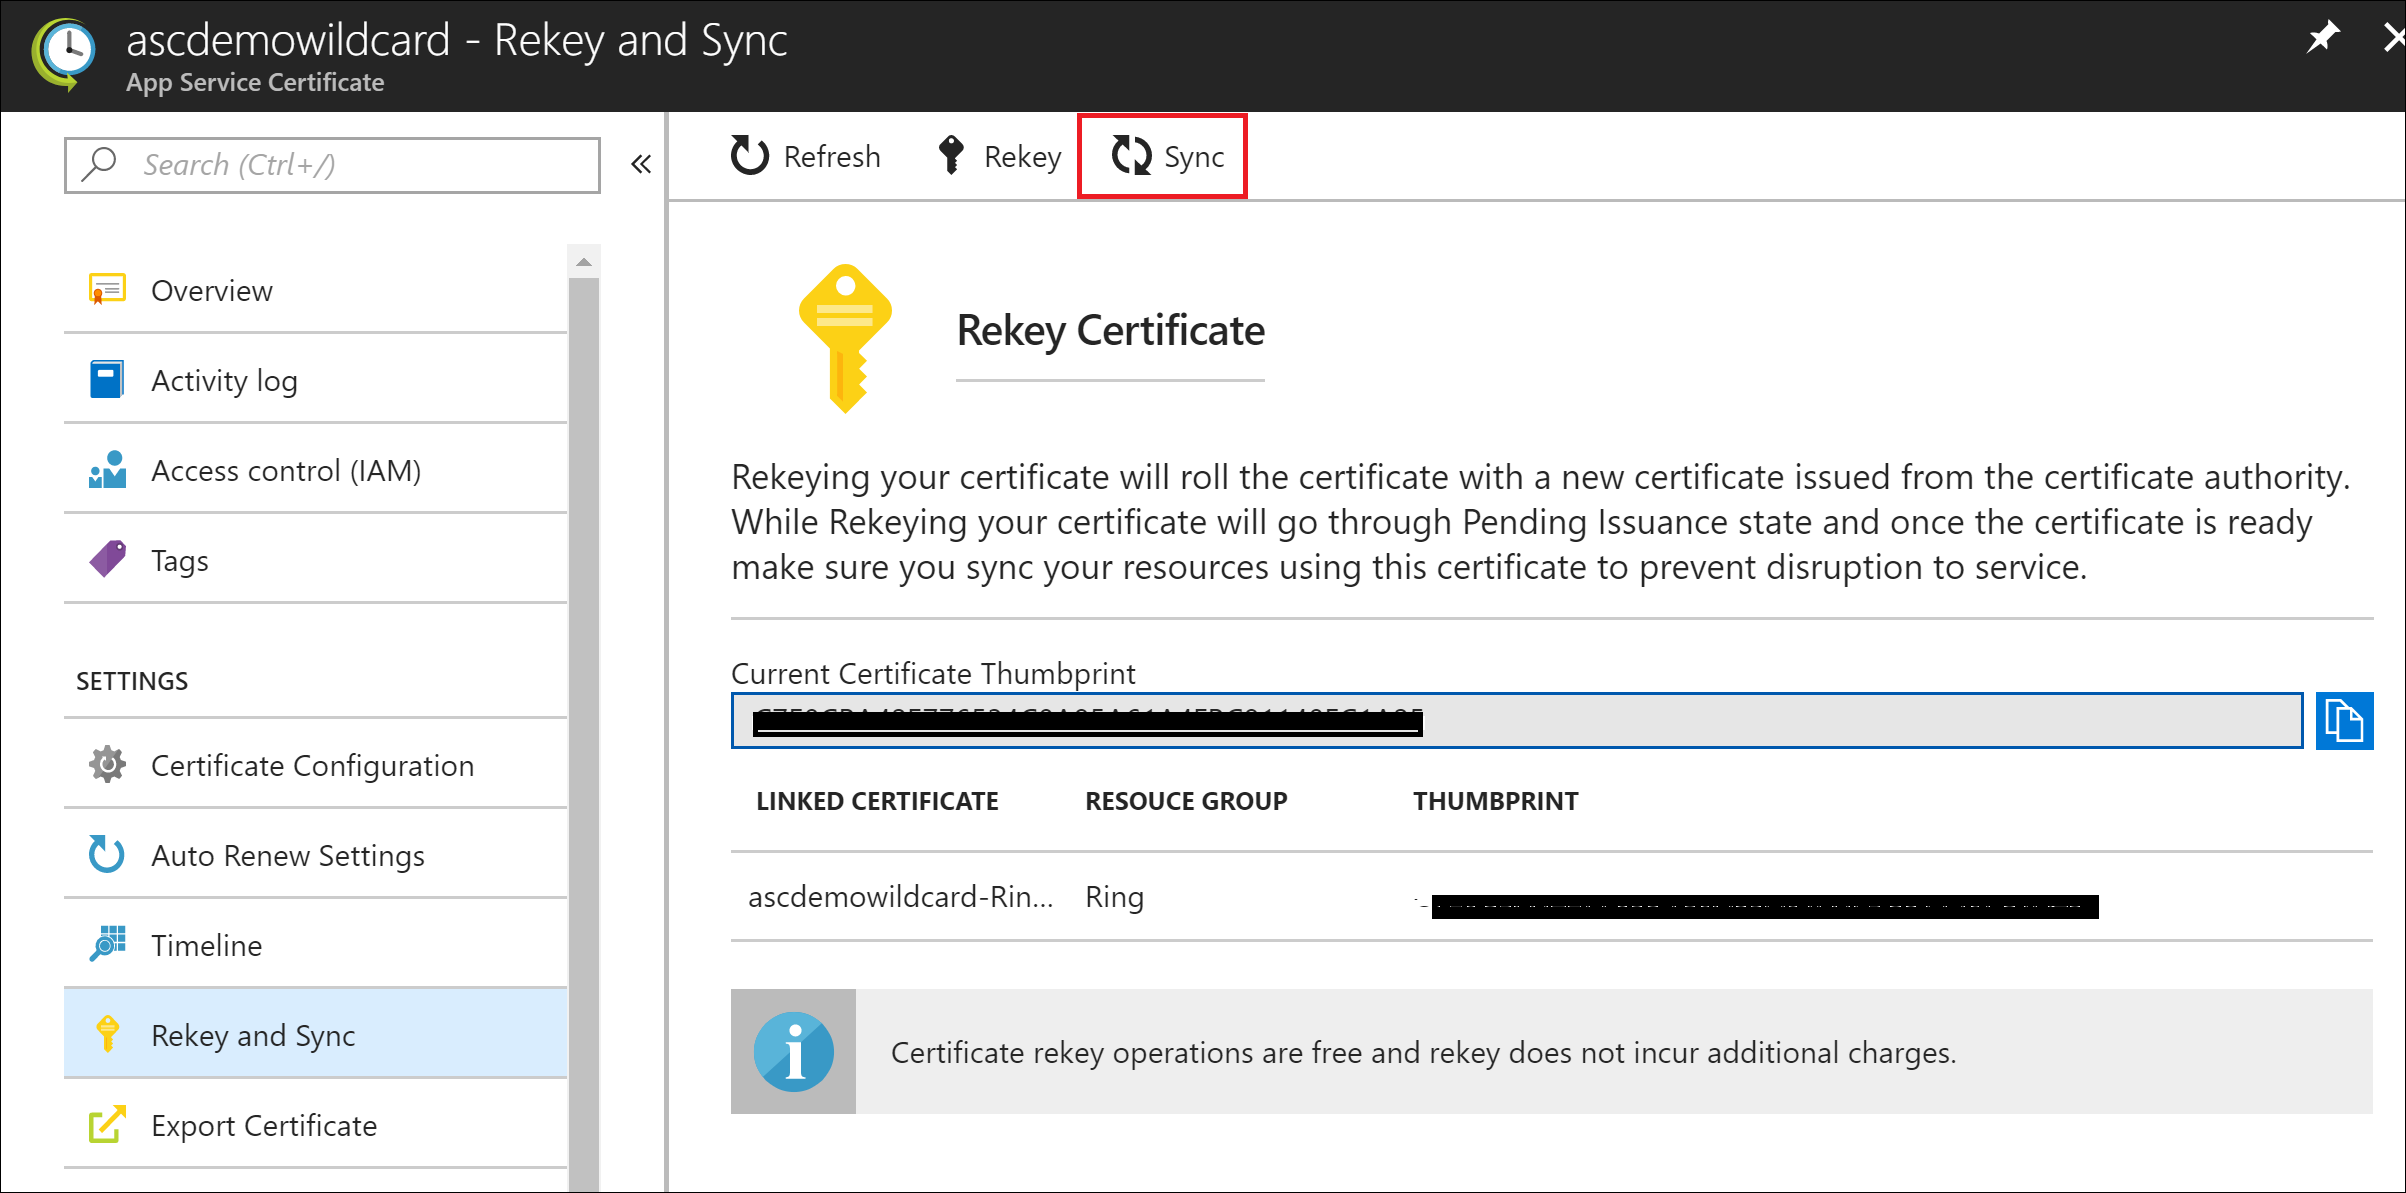 ascdemowildcard - Rekey and Sync
App Service Certificate
Search (Ctrl+/)
Refresh
Rekey
Sync
Overview
Activity log
Access control (IAM)
Tags
SETTINGS
Certificate Configuration
Auto Renew Settings
Timeline
Rekey and Sync
Export Certificate
Rekey Certificate
Rekeying your certificate will roll the certificate with a new certificate issued from the certificate authority.
While Rekeying your certificate will go through Pending Issuance state and once the certificate is ready
make sure you sync your resources using this certificate to prevent disruption to service.
Current Certificate Thumbprint
LINKED CERTIFICATE RESOUCE GROUP THUMBPRINT
ascdemowildcard-Rin... Ring
Certificate rekey operations are free and rekey does not incur additional charges.